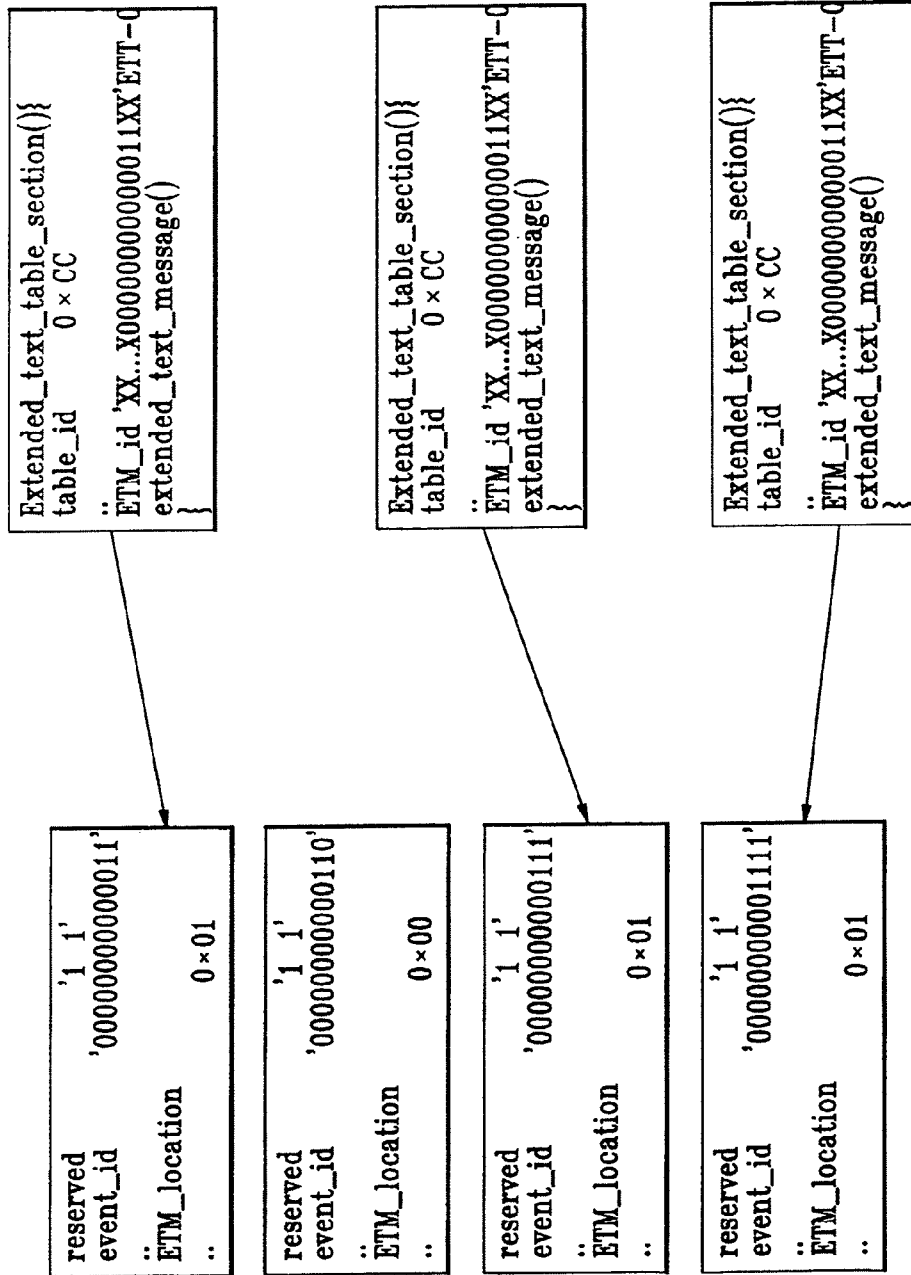 reserved '1 1'
event_id '00000000000011'
..
ETM_location 0×01
..
Extended_text_table_section(){
table_id 0×CC
..
ETM_id 'XX...X00000000000011XX'ETT-0
extended_text_message()
}
reserved '1 1'
event_id '00000000000110'
..
ETM_location 0×00
..
reserved '1 1'
event_id '00000000000111'
..
ETM_location 0×01
..
Extended_text_table_section(){
table_id 0×CC
..
ETM_id 'XX...X00000000000011XX'ETT-0
extended_text_message()
}
reserved '1 1'
event_id '00000000001111'
..
ETM_location 0×01
..
Extended_text_table_section(){
table_id 0×CC
..
ETM_id 'XX...X00000000000011XX'ETT-0
extended_text_message()
}